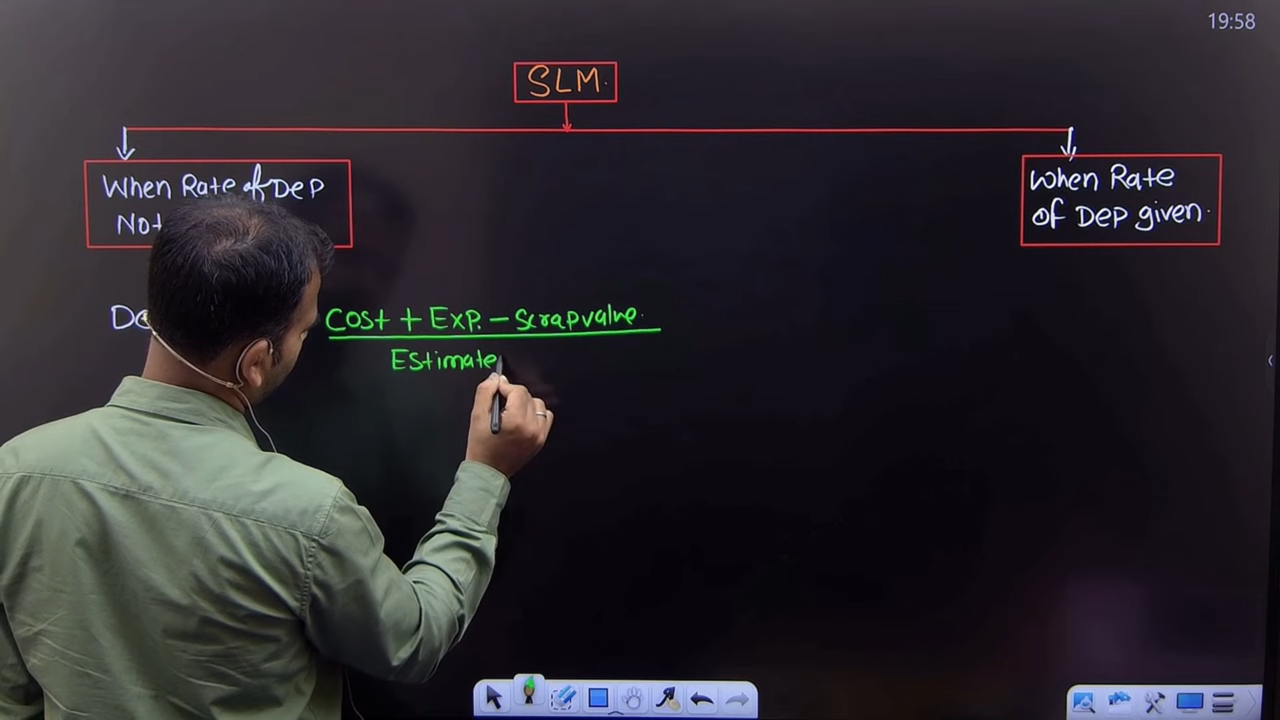 19:58
SLM.
When Rate of Dep
Not
When Rate
of Dep given.
Cost + Exp. - Scrapvalue.
Estimate